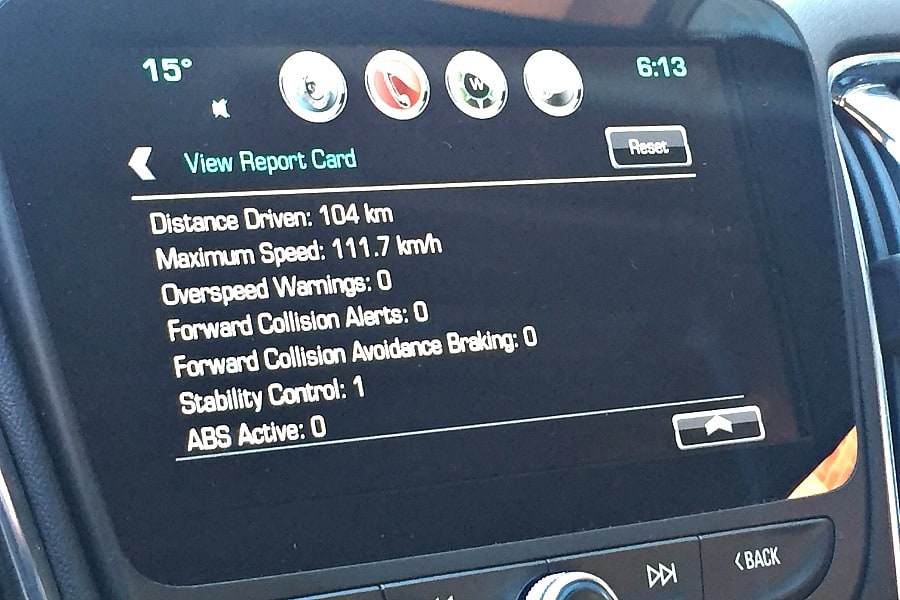 15°
W
6:13
View Report Card
Reset
Distance Driven: 104 km
Maximum Speed: 111.7 km/h
Overspeed Warnings: 0
Forward Collision Alerts: 0
Forward Collision Avoidance Braking: 0
Stability Control: 1
ABS Active: 0
BACK